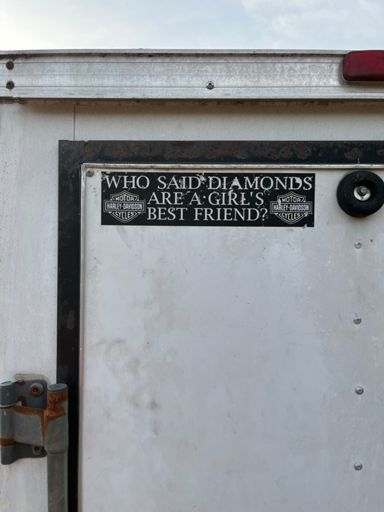 WHO SAID DIAMONDS
ARE A GIRL'S
BEST FRIEND?
MOTOR
HARLEY-DAVIDSON
CYCLES
MOTOR
HARLEY-DAVIDSON
CYCLES